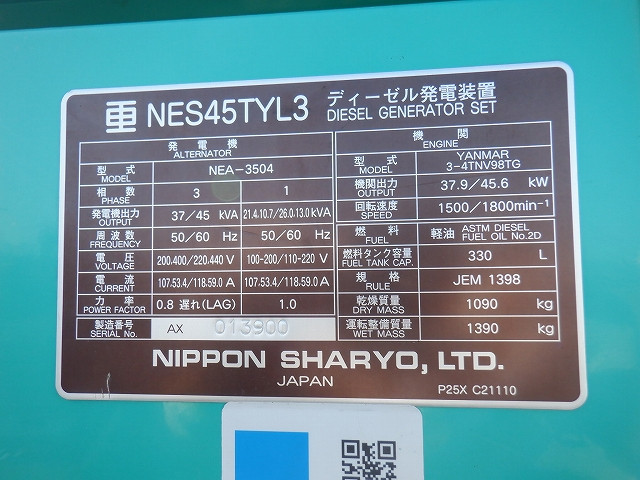 NES45TYL3 ディーゼル発電装置
DIESEL GENERATOR SET
発電機
ALTERNATOR
型式 MODEL NEA-3504
相数 PHASE 3 1
発電機出力 OUTPUT 37/45 kVA 21.4・10.7/26.0・13.0 kVA
周波数 FREQUENCY 50/60 Hz 50/60 Hz
電圧 VOLTAGE 200・400/220・440 V 100-200/110-220 V
電流 CURRENT 107・53.4/118・59.0 A 107・53.4/118・59.0 A
力率 POWER FACTOR 0.8 遅れ(LAG) 1.0
製造番号 SERIAL No. AX 013900
機関
ENGINE
型式 MODEL YANMAR 3-4TNV98TG
機関出力 OUTPUT 37.9/45.6 kW
回転速度 SPEED 1500/1800min⁻¹
燃料 FUEL 軽油 ASTM DIESEL FUEL OIL No.2D
燃料タンク容量 FUEL TANK CAP. 330 L
規格 RULE JEM 1398
乾燥質量 DRY MASS 1090 kg
運転整備質量 WET MASS 1390 kg
NIPPON SHARYO, LTD.
JAPAN
P25X C21110